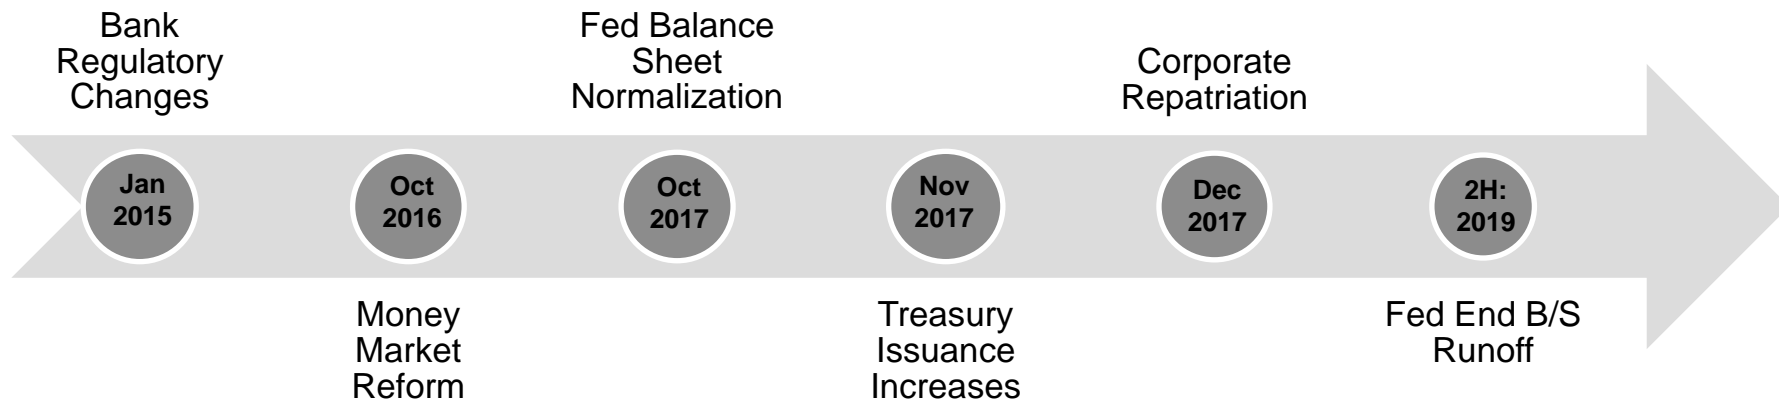 Bank
Regulatory
Changes
Jan
2015
Oct
2016
Money
Market
Reform
Fed Balance
Sheet
Normalization
Oct
2017
Nov
2017
Treasury
Issuance
Increases
Corporate
Repatriation
Dec
2017
2H:
2019
Fed End B/S
Runoff